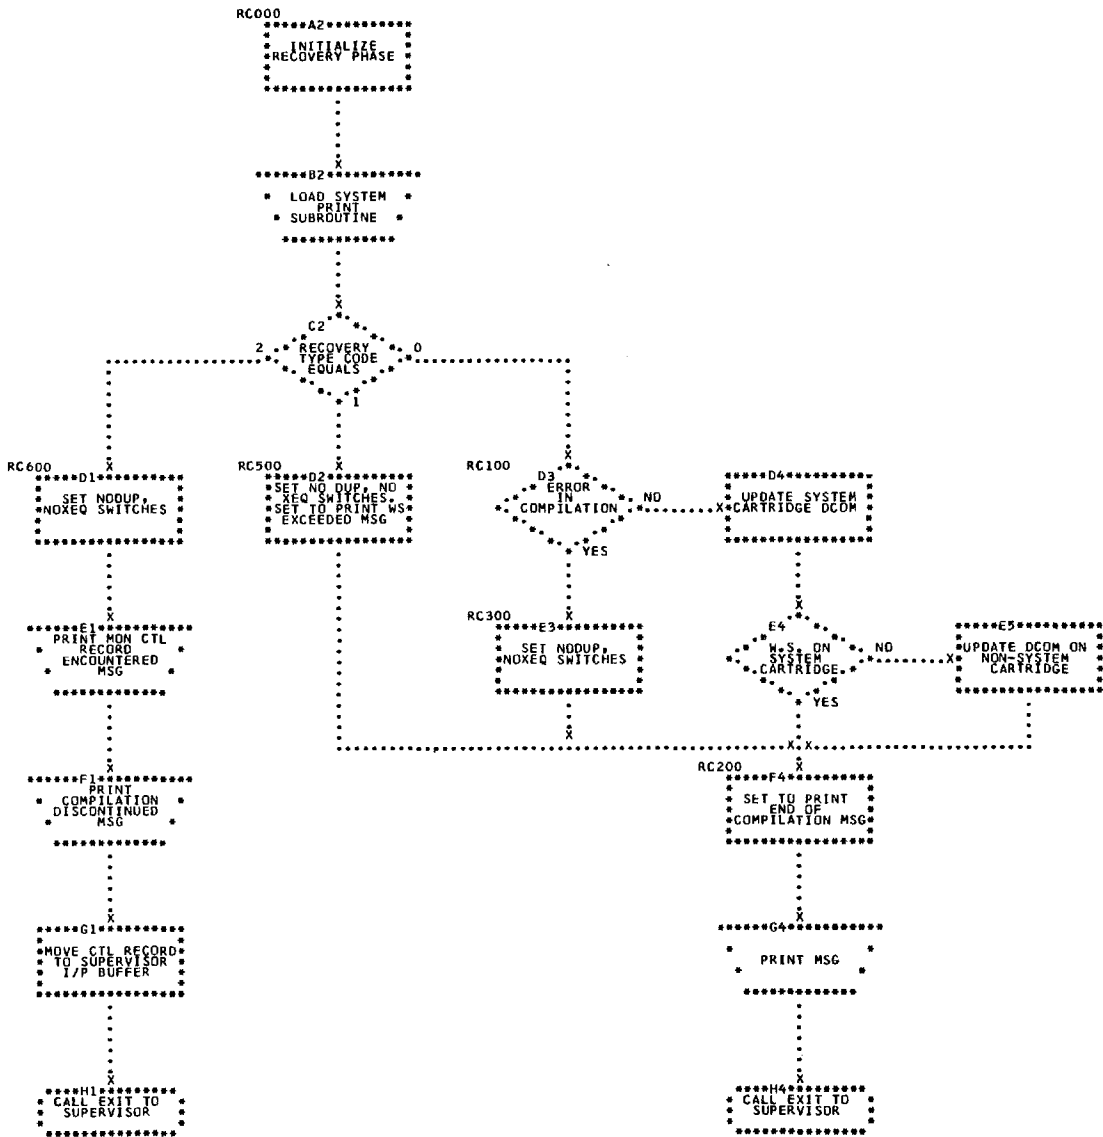 RC000
A2
INITIALIZE
RECOVERY PHASE
B2
LOAD SYSTEM
PRINT
SUBROUTINE
C2
RECOVERY
TYPE CODE
EQUALS
2
0
1
RC600
D1
SET NODUP,
NOXEQ SWITCHES
RC500
D2
SET NO DUP, NO
XEQ SWITCHES.
SET TO PRINT WS
EXCEEDED MSG
RC100
D3
ERROR
IN
COMPILATION
NO
YES
D4
UPDATE SYSTEM
CARTRIDGE DCOM
E1
PRINT MON CTL
RECORD
ENCOUNTERED
MSG
RC300
E3
SET NODUP,
NOXEQ SWITCHES
E4
W.S. ON
SYSTEM
CARTRIDGE
NO
YES
E5
UPDATE DCOM ON
NON-SYSTEM
CARTRIDGE
F1
PRINT
COMPILATION
DISCONTINUED
MSG
RC200
F4
SET TO PRINT
END OF
COMPILATION MSG
G1
MOVE CTL RECORD
TO SUPERVISOR
I/P BUFFER
G4
PRINT MSG
H1
CALL EXIT TO
SUPERVISOR
H4
CALL EXIT TO
SUPERVISOR